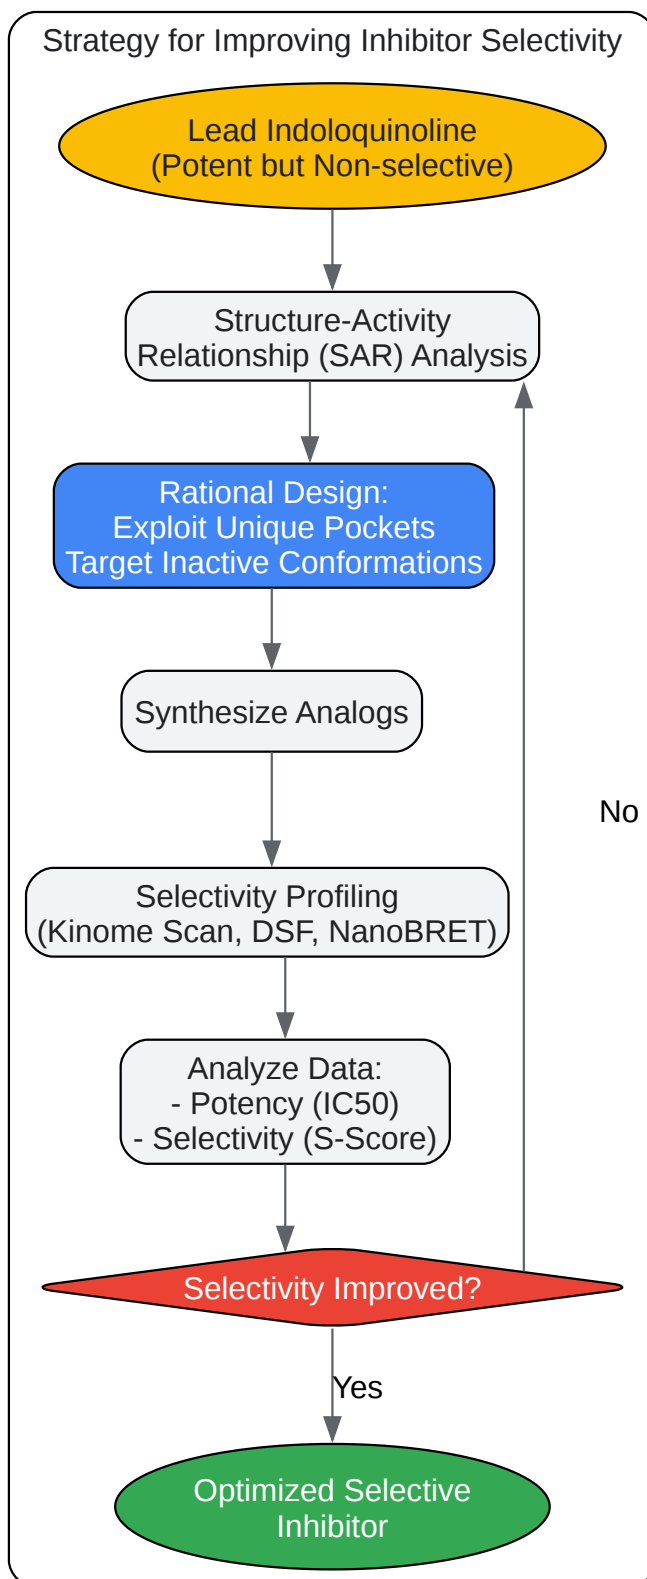 Strategy for Improving Inhibitor Selectivity
Lead Indoloquinoline
(Potent but Non-selective)
Structure-Activity
Relationship (SAR) Analysis
Rational Design:
Exploit Unique Pockets
Target Inactive Conformations
Synthesize Analogs
No
Selectivity Profiling
(Kinome Scan, DSF, NanoBRET)
Analyze Data:
- Potency (IC50)
- Selectivity (S-Score)
Selectivity Improved?
Yes
Optimized Selective
Inhibitor